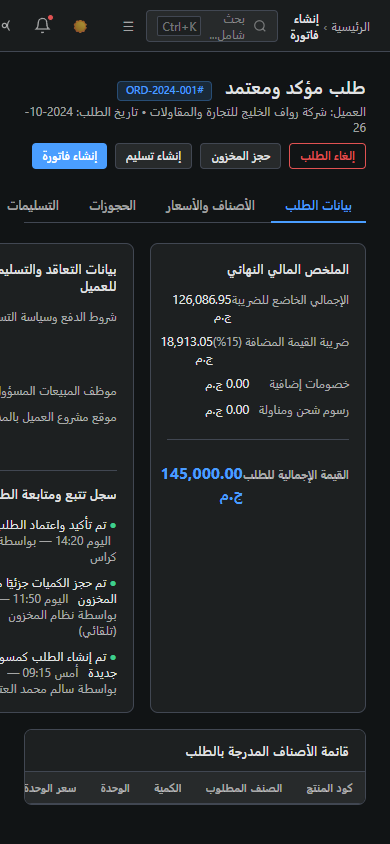 الرئيسية › إنشاء فاتورة
بحث شامل... Ctrl+K
طلب مؤكد ومعتمد #ORD-2024-001
العميل: شركة رواف الخليج للتجارة والمقاولات • تاريخ الطلب: 2024-10-
26
إلغاء الطلب
حجز المخزون
إنشاء تسليم
إنشاء فاتورة
بيانات الطلب
الأصناف والأسعار
الحجوزات
التسليمات
الملخص المالي النهائي
الإجمالي الخاضع للضريبة 126,086.95
ج.م
ضريبة القيمة المضافة (15%) 18,913.05
ج.م
خصومات إضافية 0.00 ج.م
رسوم شحن ومناولة 0.00 ج.م
القيمة الإجمالية للطلب 145,000.00
ج.م
بيانات التعاقد والتسليم
للعميل
شروط الدفع وسياسة
موظف المبيعات
موقع مشروع العميل
سجل تتبع ومتابعة
● تم تأكيد واعتماد الطلب
اليوم 14:20 — بواسطة
كراس
● تم حجز الكميات جزئيًا
المخزون اليوم 11:50 —
بواسطة نظام المخزون
(تلقائي)
● تم إنشاء الطلب
جديدة أمس 09:15 —
بواسطة سالم محمد
قائمة الأصناف المدرجة بالطلب
كود المنتج
الصنف المطلوب
الكمية
الوحدة
سعر الوحدة